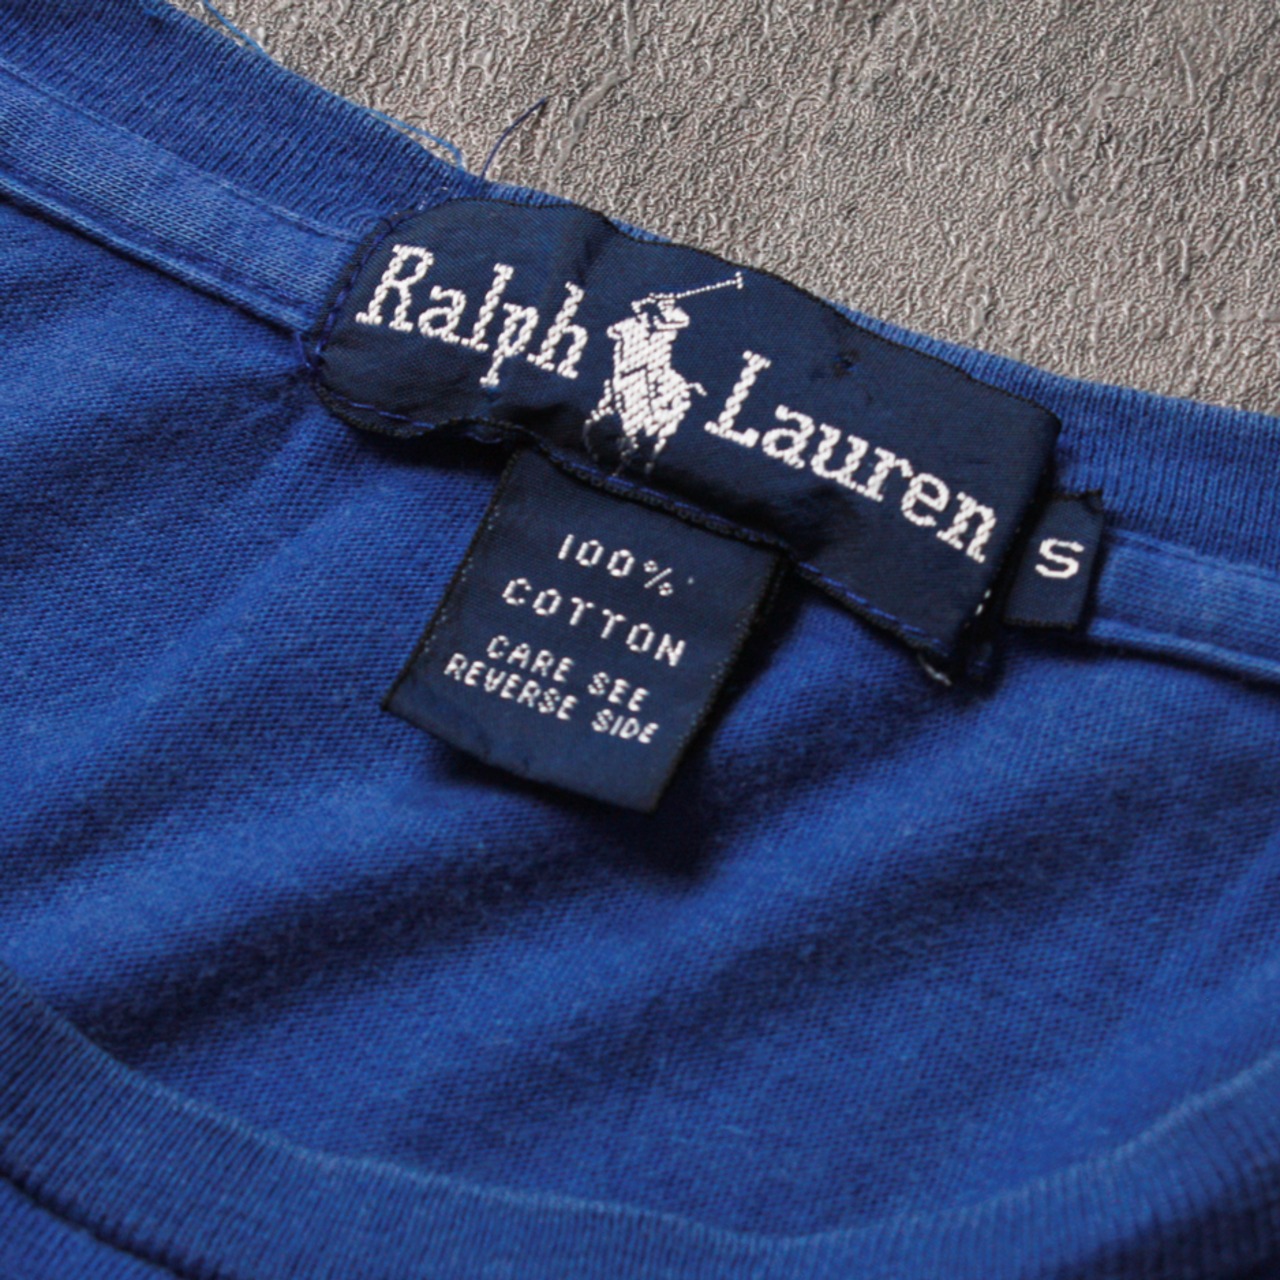 Ralph Lauren
S
100%
COTTON
CARE SEE
REVERSE SIDE